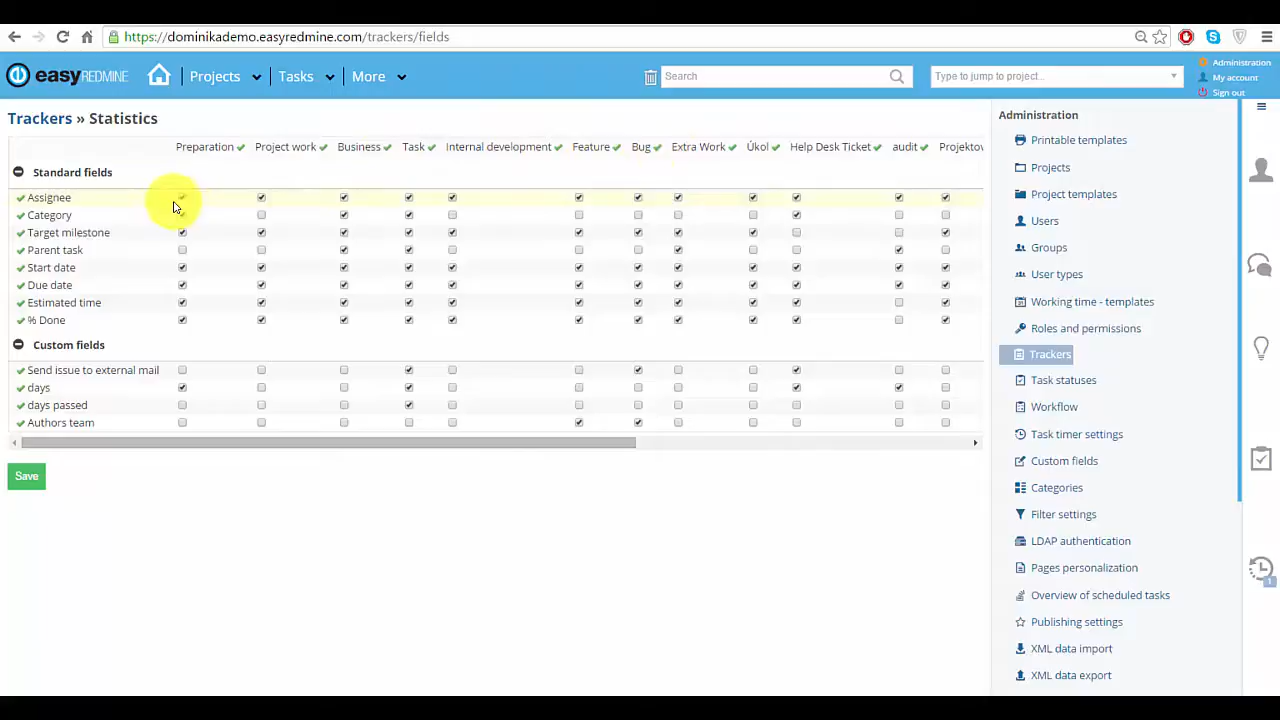 https://dominikademo.easyredmine.com/trackers/fields
easyREDMINE Projects Tasks More Search Type to jump to project...
Administration
My account
Sign out
Trackers » Statistics
Preparation Project work Business Task Internal development Feature Bug Extra Work Úkol Help Desk Ticket audit Projektov
Standard fields
Assignee
Category
Target milestone
Parent task
Start date
Due date
Estimated time
% Done
Custom fields
Send issue to external mail
days
days passed
Authors team
Save
Administration
Printable templates
Projects
Project templates
Users
Groups
User types
Working time - templates
Roles and permissions
Trackers
Task statuses
Workflow
Task timer settings
Custom fields
Categories
Filter settings
LDAP authentication
Pages personalization
Overview of scheduled tasks
Publishing settings
XML data import
XML data export
1